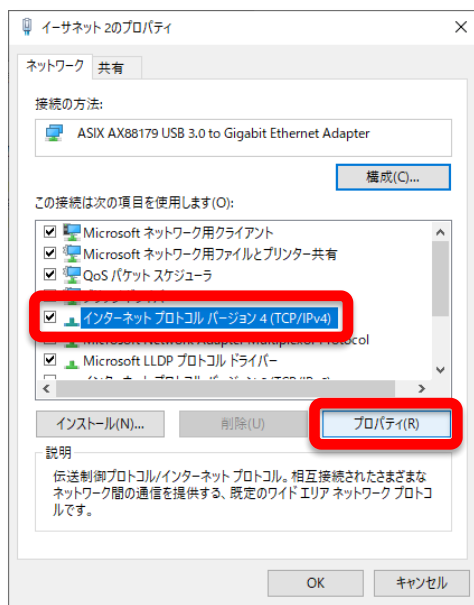 イーサネット 2のプロパティ
ネットワーク 共有
接続の方法:
ASIX AX88179 USB 3.0 to Gigabit Ethernet Adapter
構成(C)...
この接続は次の項目を使用します(O):
Microsoft ネットワーク用クライアント
Microsoft ネットワーク用ファイルとプリンター共有
QoS パケット スケジューラ
インターネット プロトコル バージョン 4 (TCP/IPv4)
Microsoft Network Adapter Multiplexor Protocol
Microsoft LLDP プロトコル ドライバー
インストール(N)... 削除(U) プロパティ(R)
説明
伝送制御プロトコル/インターネット プロトコル。相互接続されたさまざまな
ネットワーク間の通信を提供する、既定のワイド エリア ネットワーク プロトコ
ルです。
OK キャンセル